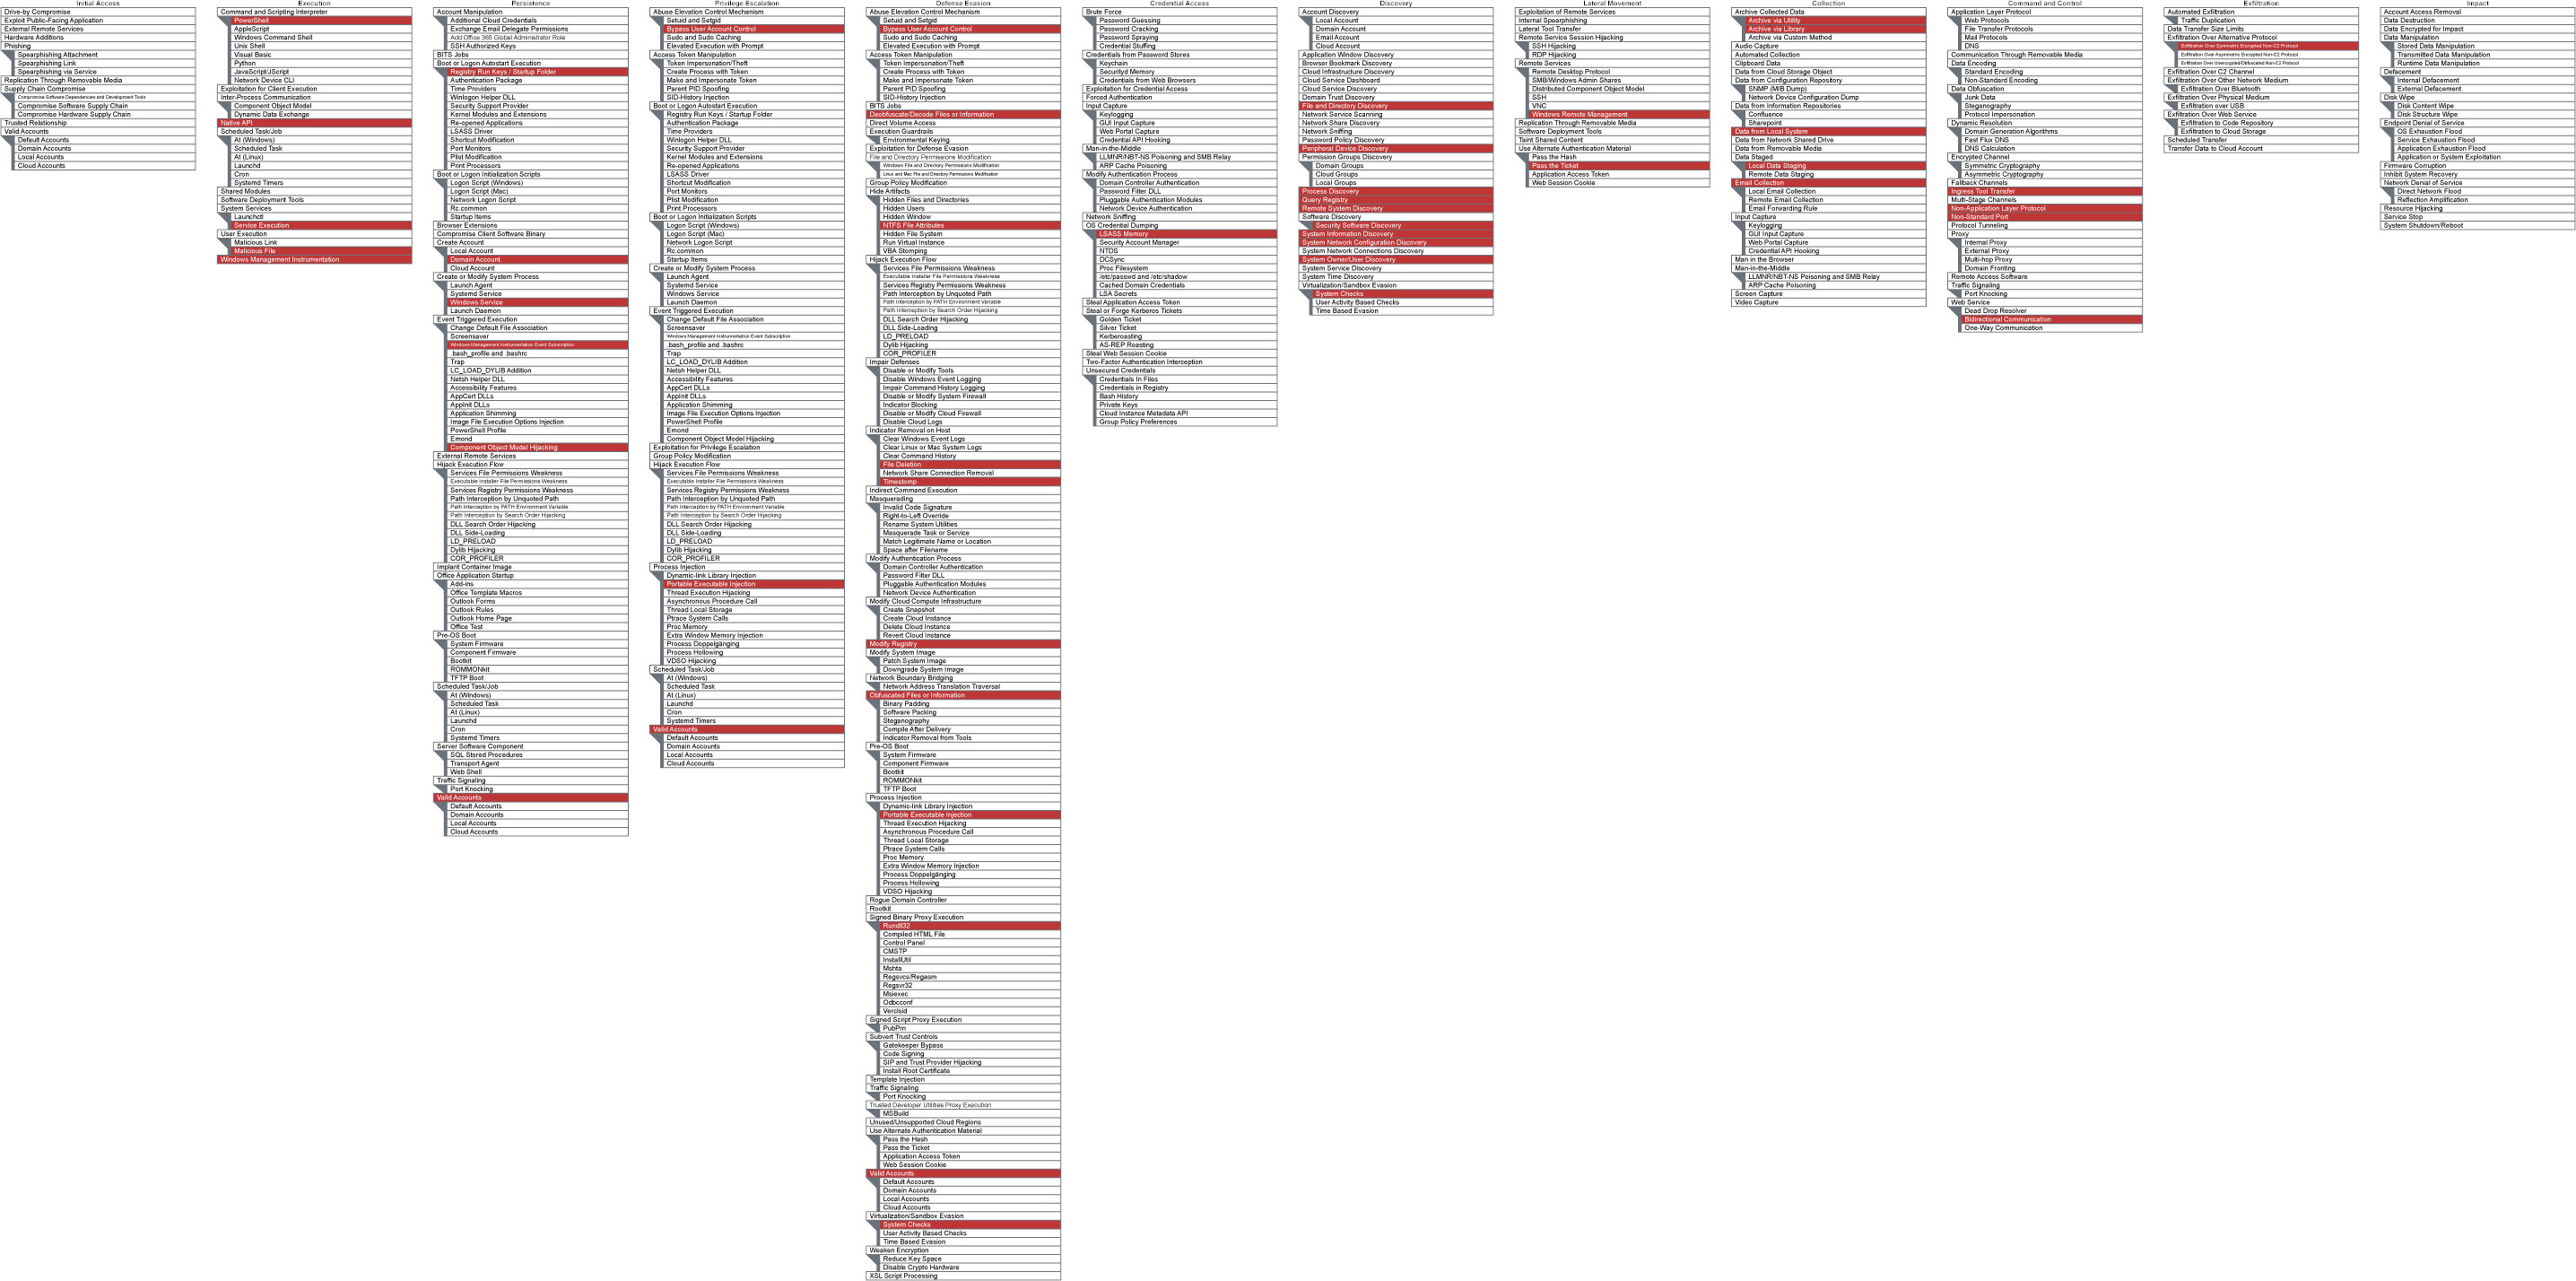 Initial Access
Drive-by Compromise
Exploit Public-Facing Application
External Remote Services
Hardware Additions
Phishing
Spearphishing Attachment
Spearphishing Link
Spearphishing via Service
Replication Through Removable Media
Supply Chain Compromise
Compromise Software Dependencies and Development Tools
Compromise Software Supply Chain
Compromise Hardware Supply Chain
Trusted Relationship
Valid Accounts
Default Accounts
Domain Accounts
Local Accounts
Cloud Accounts
Execution
Command and Scripting Interpreter
PowerShell
AppleScript
Windows Command Shell
Unix Shell
Visual Basic
Python
JavaScript/JScript
Network Device CLI
Exploitation for Client Execution
Inter-Process Communication
Component Object Model
Dynamic Data Exchange
Native API
Scheduled Task/Job
At (Windows)
Scheduled Task
At (Linux)
Launchd
Cron
Systemd Timers
Shared Modules
Software Deployment Tools
System Services
Launchctl
Service Execution
User Execution
Malicious Link
Malicious File
Windows Management Instrumentation
Persistence
Account Manipulation
Additional Cloud Credentials
Exchange Email Delegate Permissions
Add Office 365 Global Administrator Role
SSH Authorized Keys
BITS Jobs
Boot or Logon Autostart Execution
Registry Run Keys / Startup Folder
Authentication Package
Time Providers
Winlogon Helper DLL
Security Support Provider
Kernel Modules and Extensions
Re-opened Applications
LSASS Driver
Shortcut Modification
Port Monitors
Plist Modification
Print Processors
Boot or Logon Initialization Scripts
Logon Script (Windows)
Logon Script (Mac)
Network Logon Script
Rc.common
Startup Items
Browser Extensions
Compromise Client Software Binary
Create Account
Local Account
Domain Account
Cloud Account
Create or Modify System Process
Launch Agent
Systemd Service
Windows Service
Launch Daemon
Event Triggered Execution
Change Default File Association
Screensaver
Windows Management Instrumentation Event Subscription
.bash_profile and .bashrc
Trap
LC_LOAD_DYLIB Addition
Netsh Helper DLL
Accessibility Features
AppCert DLLs
AppInit DLLs
Application Shimming
Image File Execution Options Injection
PowerShell Profile
Emond
Component Object Model Hijacking
External Remote Services
Hijack Execution Flow
Services File Permissions Weakness
Executable Installer File Permissions Weakness
Services Registry Permissions Weakness
Path Interception by Unquoted Path
Path Interception by PATH Environment Variable
Path Interception by Search Order Hijacking
DLL Search Order Hijacking
DLL Side-Loading
LD_PRELOAD
Dylib Hijacking
COR_PROFILER
Implant Container Image
Office Application Startup
Add-ins
Office Template Macros
Outlook Forms
Outlook Rules
Outlook Home Page
Office Test
Pre-OS Boot
System Firmware
Component Firmware
Bootkit
ROMMONkit
TFTP Boot
Scheduled Task/Job
At (Windows)
Scheduled Task
At (Linux)
Launchd
Cron
Systemd Timers
Server Software Component
SQL Stored Procedures
Transport Agent
Web Shell
Traffic Signaling
Port Knocking
Valid Accounts
Default Accounts
Domain Accounts
Local Accounts
Cloud Accounts
Privilege Escalation
Abuse Elevation Control Mechanism
Setuid and Setgid
Bypass User Account Control
Sudo and Sudo Caching
Elevated Execution with Prompt
Access Token Manipulation
Token Impersonation/Theft
Create Process with Token
Make and Impersonate Token
Parent PID Spoofing
SID-History Injection
Boot or Logon Autostart Execution
Registry Run Keys / Startup Folder
Authentication Package
Time Providers
Winlogon Helper DLL
Security Support Provider
Kernel Modules and Extensions
Re-opened Applications
LSASS Driver
Shortcut Modification
Port Monitors
Plist Modification
Print Processors
Boot or Logon Initialization Scripts
Logon Script (Windows)
Logon Script (Mac)
Network Logon Script
Rc.common
Startup Items
Create or Modify System Process
Launch Agent
Systemd Service
Windows Service
Launch Daemon
Event Triggered Execution
Change Default File Association
Screensaver
Windows Management Instrumentation Event Subscription
.bash_profile and .bashrc
Trap
LC_LOAD_DYLIB Addition
Netsh Helper DLL
Accessibility Features
AppCert DLLs
AppInit DLLs
Application Shimming
Image File Execution Options Injection
PowerShell Profile
Emond
Component Object Model Hijacking
Exploitation for Privilege Escalation
Group Policy Modification
Hijack Execution Flow
Services File Permissions Weakness
Executable Installer File Permissions Weakness
Services Registry Permissions Weakness
Path Interception by Unquoted Path
Path Interception by PATH Environment Variable
Path Interception by Search Order Hijacking
DLL Search Order Hijacking
DLL Side-Loading
LD_PRELOAD
Dylib Hijacking
COR_PROFILER
Process Injection
Dynamic-link Library Injection
Portable Executable Injection
Thread Execution Hijacking
Asynchronous Procedure Call
Thread Local Storage
Ptrace System Calls
Proc Memory
Extra Window Memory Injection
Process Doppelgänging
Process Hollowing
VDSO Hijacking
Scheduled Task/Job
At (Windows)
Scheduled Task
At (Linux)
Launchd
Cron
Systemd Timers
Valid Accounts
Default Accounts
Domain Accounts
Local Accounts
Cloud Accounts
Defense Evasion
Abuse Elevation Control Mechanism
Setuid and Setgid
Bypass User Account Control
Sudo and Sudo Caching
Elevated Execution with Prompt
Access Token Manipulation
Token Impersonation/Theft
Create Process with Token
Make and Impersonate Token
Parent PID Spoofing
SID-History Injection
BITS Jobs
Deobfuscate/Decode Files or Information
Direct Volume Access
Execution Guardrails
Environmental Keying
Exploitation for Defense Evasion
File and Directory Permissions Modification
Windows File and Directory Permissions Modification
Linux and Mac File and Directory Permissions Modification
Group Policy Modification
Hide Artifacts
Hidden Files and Directories
Hidden Users
Hidden Window
NTFS File Attributes
Hidden File System
Run Virtual Instance
VBA Stomping
Hijack Execution Flow
Services File Permissions Weakness
Executable Installer File Permissions Weakness
Services Registry Permissions Weakness
Path Interception by Unquoted Path
Path Interception by PATH Environment Variable
Path Interception by Search Order Hijacking
DLL Search Order Hijacking
DLL Side-Loading
LD_PRELOAD
Dylib Hijacking
COR_PROFILER
Impair Defenses
Disable or Modify Tools
Disable Windows Event Logging
Impair Command History Logging
Disable or Modify System Firewall
Indicator Blocking
Disable or Modify Cloud Firewall
Disable Cloud Logs
Indicator Removal on Host
Clear Windows Event Logs
Clear Linux or Mac System Logs
Clear Command History
File Deletion
Network Share Connection Removal
Timestomp
Indirect Command Execution
Masquerading
Invalid Code Signature
Right-to-Left Override
Rename System Utilities
Masquerade Task or Service
Match Legitimate Name or Location
Space after Filename
Modify Authentication Process
Domain Controller Authentication
Password Filter DLL
Pluggable Authentication Modules
Network Device Authentication
Modify Cloud Compute Infrastructure
Create Snapshot
Create Cloud Instance
Delete Cloud Instance
Revert Cloud Instance
Modify Registry
Modify System Image
Patch System Image
Downgrade System Image
Network Boundary Bridging
Network Address Translation Traversal
Obfuscated Files or Information
Binary Padding
Software Packing
Steganography
Compile After Delivery
Indicator Removal from Tools
Pre-OS Boot
System Firmware
Component Firmware
Bootkit
ROMMONkit
TFTP Boot
Process Injection
Dynamic-link Library Injection
Portable Executable Injection
Thread Execution Hijacking
Asynchronous Procedure Call
Thread Local Storage
Ptrace System Calls
Proc Memory
Extra Window Memory Injection
Process Doppelgänging
Process Hollowing
VDSO Hijacking
Rogue Domain Controller
Rootkit
Signed Binary Proxy Execution
Rundll32
Compiled HTML File
Control Panel
CMSTP
InstallUtil
Mshta
Regsvcs/Regasm
Regsvr32
Msiexec
Odbcconf
Verclsid
Signed Script Proxy Execution
PubPrn
Subvert Trust Controls
Gatekeeper Bypass
Code Signing
SIP and Trust Provider Hijacking
Install Root Certificate
Template Injection
Traffic Signaling
Port Knocking
Trusted Developer Utilities Proxy Execution
MSBuild
Unused/Unsupported Cloud Regions
Use Alternate Authentication Material
Pass the Hash
Pass the Ticket
Application Access Token
Web Session Cookie
Valid Accounts
Default Accounts
Domain Accounts
Local Accounts
Cloud Accounts
Virtualization/Sandbox Evasion
System Checks
User Activity Based Checks
Time Based Evasion
Weaken Encryption
Reduce Key Space
Disable Crypto Hardware
XSL Script Processing
Credential Access
Brute Force
Password Guessing
Password Cracking
Password Spraying
Credential Stuffing
Credentials from Password Stores
Keychain
Securityd Memory
Credentials from Web Browsers
Exploitation for Credential Access
Forced Authentication
Input Capture
Keylogging
GUI Input Capture
Web Portal Capture
Credential API Hooking
Man-in-the-Middle
LLMNR/NBT-NS Poisoning and SMB Relay
ARP Cache Poisoning
Modify Authentication Process
Domain Controller Authentication
Password Filter DLL
Pluggable Authentication Modules
Network Device Authentication
Network Sniffing
OS Credential Dumping
LSASS Memory
Security Account Manager
NTDS
DCSync
Proc Filesystem
/etc/passwd and /etc/shadow
Cached Domain Credentials
LSA Secrets
Steal Application Access Token
Steal or Forge Kerberos Tickets
Golden Ticket
Silver Ticket
Kerberoasting
AS-REP Roasting
Steal Web Session Cookie
Two-Factor Authentication Interception
Unsecured Credentials
Credentials In Files
Credentials in Registry
Bash History
Private Keys
Cloud Instance Metadata API
Group Policy Preferences
Discovery
Account Discovery
Local Account
Domain Account
Email Account
Cloud Account
Application Window Discovery
Browser Bookmark Discovery
Cloud Infrastructure Discovery
Cloud Service Dashboard
Cloud Service Discovery
Domain Trust Discovery
File and Directory Discovery
Network Service Scanning
Network Share Discovery
Network Sniffing
Password Policy Discovery
Peripheral Device Discovery
Permission Groups Discovery
Domain Groups
Cloud Groups
Local Groups
Process Discovery
Query Registry
Remote System Discovery
Software Discovery
Security Software Discovery
System Information Discovery
System Network Configuration Discovery
System Network Connections Discovery
System Owner/User Discovery
System Service Discovery
System Time Discovery
Virtualization/Sandbox Evasion
System Checks
User Activity Based Checks
Time Based Evasion
Lateral Movement
Exploitation of Remote Services
Internal Spearphishing
Lateral Tool Transfer
Remote Service Session Hijacking
SSH Hijacking
RDP Hijacking
Remote Services
Remote Desktop Protocol
SMB/Windows Admin Shares
Distributed Component Object Model
SSH
VNC
Windows Remote Management
Replication Through Removable Media
Software Deployment Tools
Taint Shared Content
Use Alternate Authentication Material
Pass the Hash
Pass the Ticket
Application Access Token
Web Session Cookie
Collection
Archive Collected Data
Archive via Utility
Archive via Library
Archive via Custom Method
Audio Capture
Automated Collection
Clipboard Data
Data from Cloud Storage Object
Data from Configuration Repository
SNMP (MIB Dump)
Network Device Configuration Dump
Data from Information Repositories
Confluence
Sharepoint
Data from Local System
Data from Network Shared Drive
Data from Removable Media
Data Staged
Local Data Staging
Remote Data Staging
Email Collection
Local Email Collection
Remote Email Collection
Email Forwarding Rule
Input Capture
Keylogging
GUI Input Capture
Web Portal Capture
Credential API Hooking
Man in the Browser
Man-in-the-Middle
LLMNR/NBT-NS Poisoning and SMB Relay
ARP Cache Poisoning
Screen Capture
Video Capture
Command and Control
Application Layer Protocol
Web Protocols
File Transfer Protocols
Mail Protocols
DNS
Communication Through Removable Media
Data Encoding
Standard Encoding
Non-Standard Encoding
Data Obfuscation
Junk Data
Steganography
Protocol Impersonation
Dynamic Resolution
Domain Generation Algorithms
Fast Flux DNS
DNS Calculation
Encrypted Channel
Symmetric Cryptography
Asymmetric Cryptography
Fallback Channels
Ingress Tool Transfer
Multi-Stage Channels
Non-Application Layer Protocol
Non-Standard Port
Protocol Tunneling
Proxy
Internal Proxy
External Proxy
Multi-hop Proxy
Domain Fronting
Remote Access Software
Traffic Signaling
Port Knocking
Web Service
Dead Drop Resolver
Bidirectional Communication
One-Way Communication
Exfiltration
Automated Exfiltration
Traffic Duplication
Data Transfer Size Limits
Exfiltration Over Alternative Protocol
Exfiltration Over Symmetric Encrypted Non-C2 Protocol
Exfiltration Over Asymmetric Encrypted Non-C2 Protocol
Exfiltration Over Unencrypted/Obfuscated Non-C2 Protocol
Exfiltration Over C2 Channel
Exfiltration Over Other Network Medium
Exfiltration Over Bluetooth
Exfiltration Over Physical Medium
Exfiltration over USB
Exfiltration Over Web Service
Exfiltration to Code Repository
Exfiltration to Cloud Storage
Scheduled Transfer
Transfer Data to Cloud Account
Impact
Account Access Removal
Data Destruction
Data Encrypted for Impact
Data Manipulation
Stored Data Manipulation
Transmitted Data Manipulation
Runtime Data Manipulation
Defacement
Internal Defacement
External Defacement
Disk Wipe
Disk Content Wipe
Disk Structure Wipe
Endpoint Denial of Service
OS Exhaustion Flood
Service Exhaustion Flood
Application Exhaustion Flood
Application or System Exploitation
Firmware Corruption
Inhibit System Recovery
Network Denial of Service
Direct Network Flood
Reflection Amplification
Resource Hijacking
Service Stop
System Shutdown/Reboot